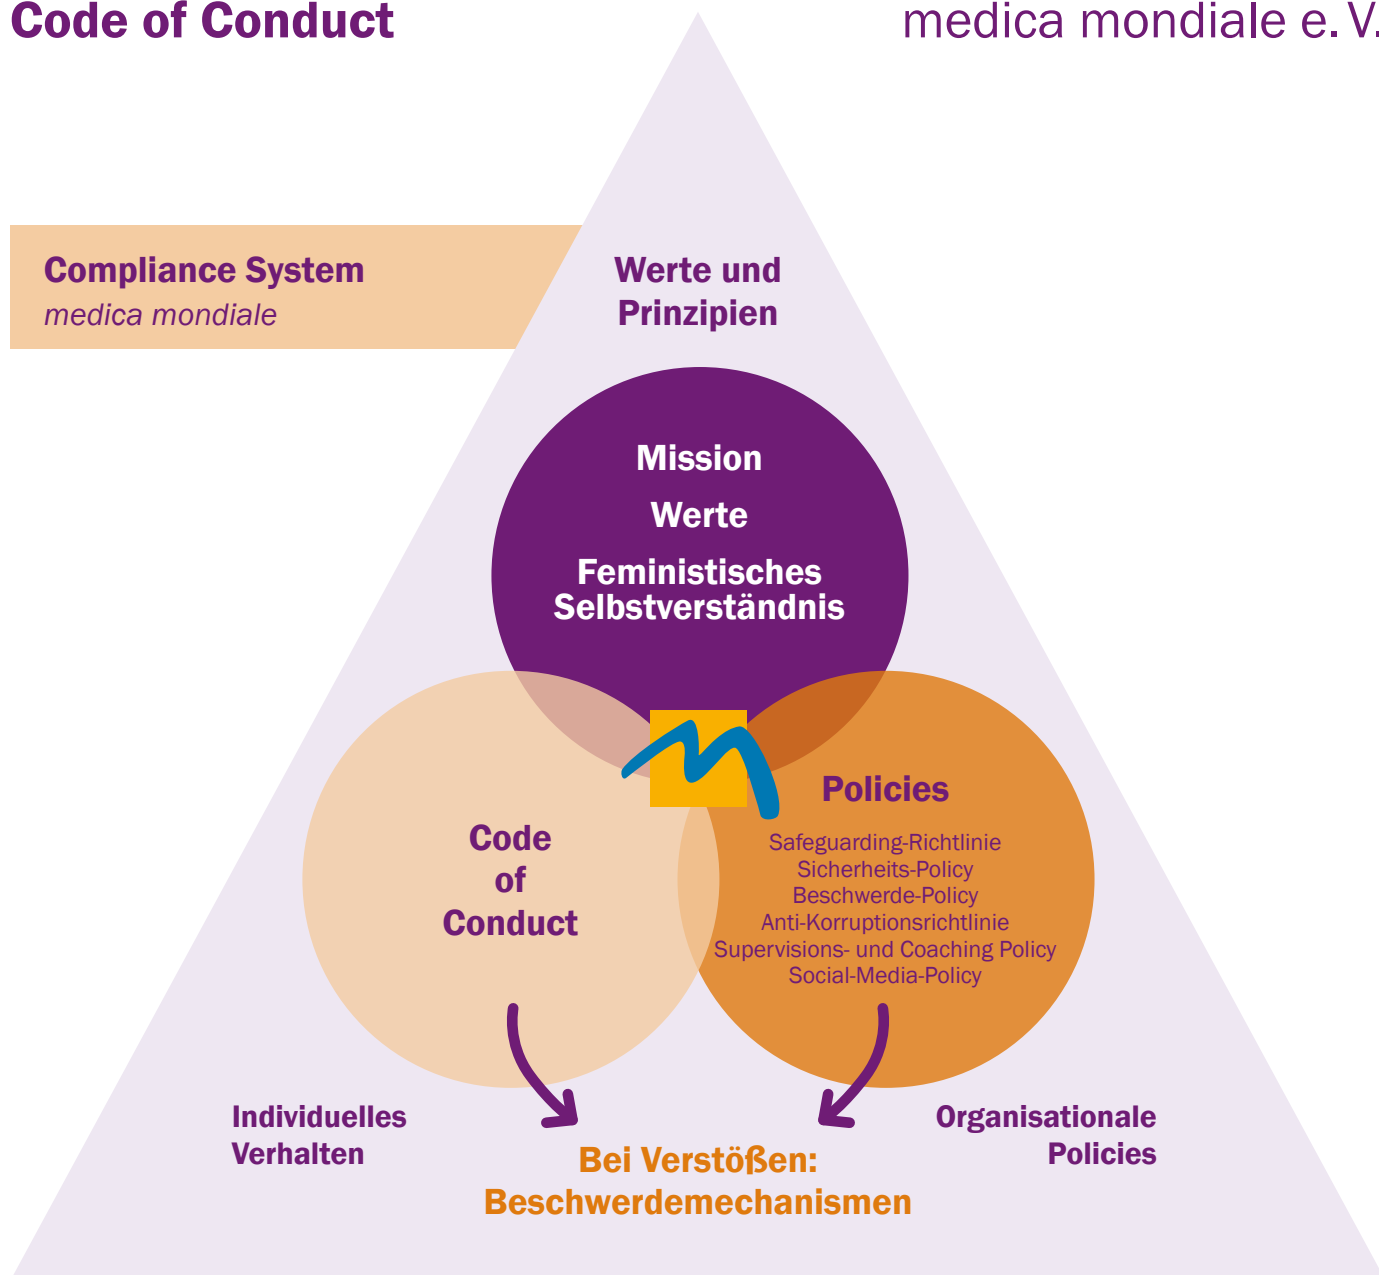 Code of Conduct
medica mondiale e. V.
Compliance System
medica mondiale
Werte und
Prinzipien
Mission
Werte
Feministisches
Selbstverständnis
Code
of
Conduct
Policies
Safeguarding-Richtlinie
Sicherheits-Policy
Beschwerde-Policy
Anti-Korruptionsrichtlinie
Supervisions- und Coaching Policy
Social-Media-Policy
Individuelles
Verhalten
Organisationale
Policies
Bei Verstößen:
Beschwerdemechanismen